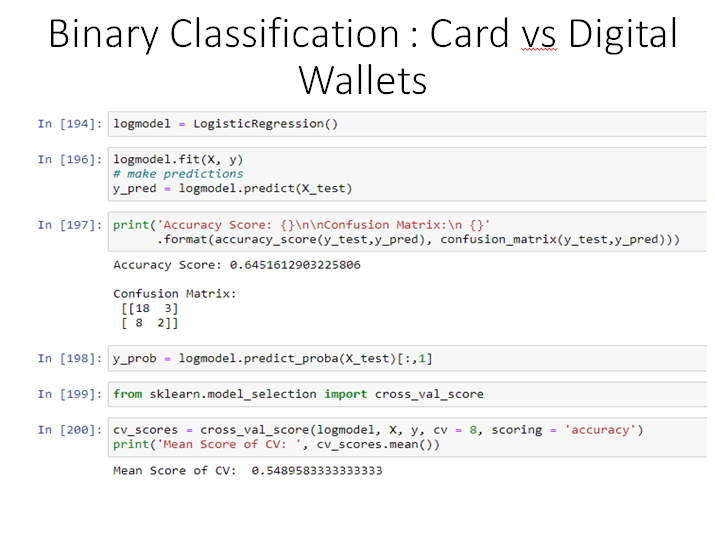 Binary Classification : Card vs Digital
Wallets
In [194]: logmodel = LogisticRegression()
In [196]: logmodel.fit(X, y)
# make predictions
y_pred = logmodel.predict(X_test)
In [197]: print('Accuracy Score: {}\n\nConfusion Matrix:\n {}'
.format(accuracy_score(y_test,y_pred), confusion_matrix(y_test,y_pred)))
Accuracy Score: 0.6451612903225806
Confusion Matrix:
[[18 3]
[ 8 2]]
In [198]: y_prob = logmodel.predict_proba(X_test)[:,1]
In [199]: from sklearn.model_selection import cross_val_score
In [200]: cv_scores = cross_val_score(logmodel, X, y, cv = 8, scoring = 'accuracy')
print('Mean Score of CV: ', cv_scores.mean())
Mean Score of CV: 0.5489583333333333